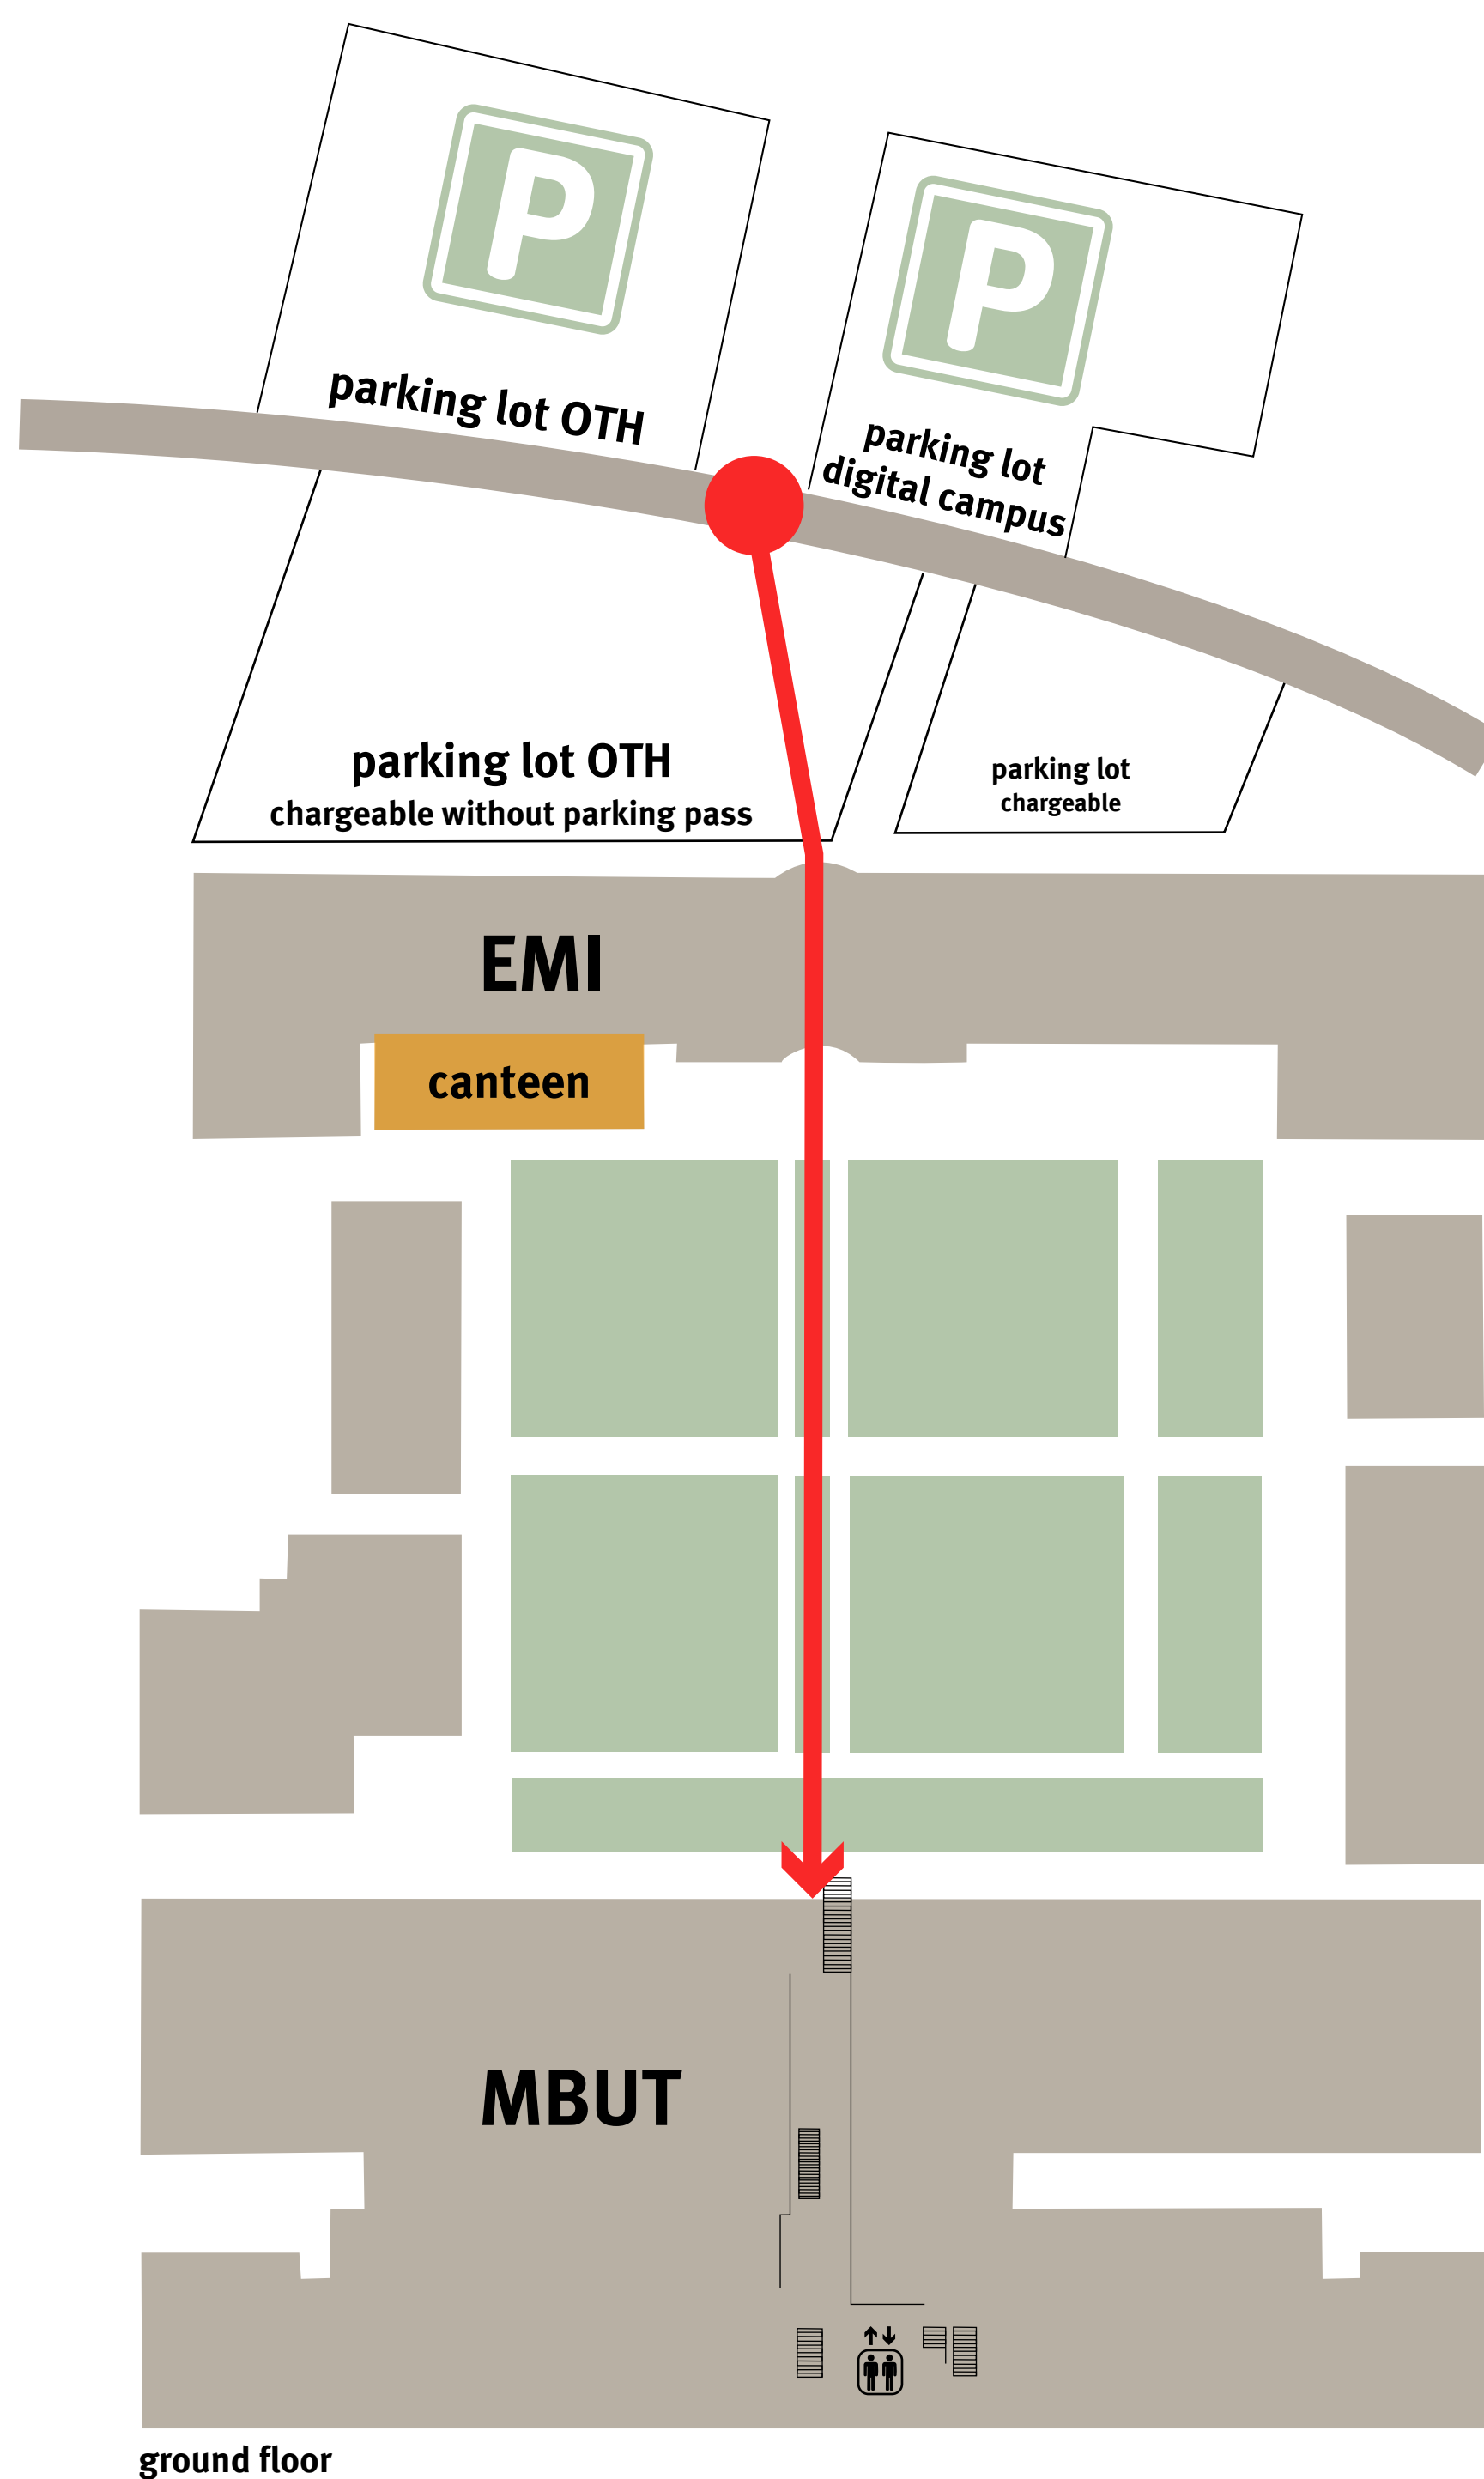 P
P
parking lot OTH
parking lot
digital campus
parking lot OTH
chargeable without parking pass
parking lot
chargeable
EMI
canteen
MBUT
ground floor